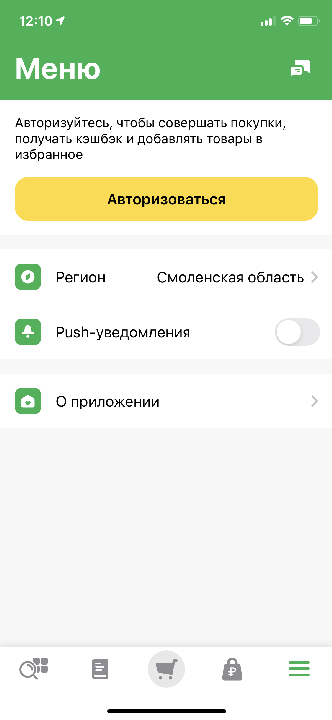 12:10
Меню
Авторизуйтесь, чтобы совершать покупки,
получать кэшбэк и добавлять товары в
избранное
Авторизоваться
Регион Смоленская область
Push-уведомления
О приложении
₽